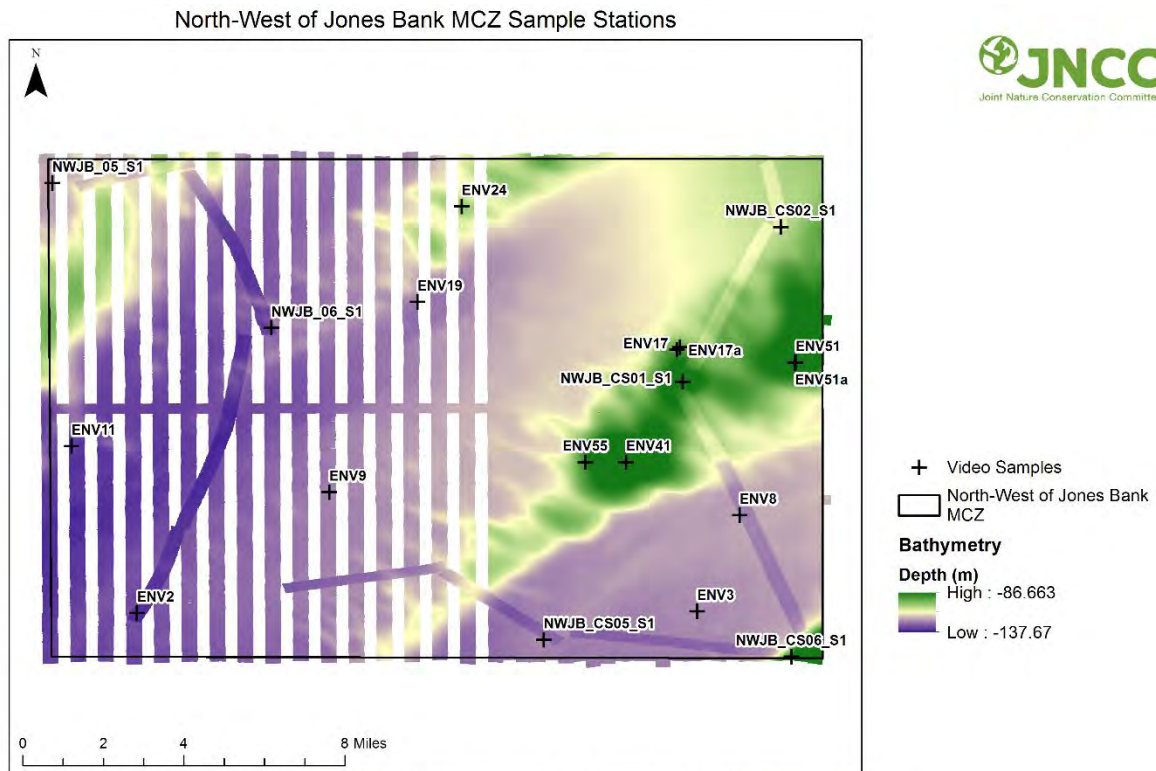 North-West of Jones Bank MCZ Sample Stations
N
JNCC
Joint Nature Conservation Committe
NWJB_05_S1
ENV24
NWJB_CS02_S1
ENV19
NWJB_06_S1
ENV17
ENV17a
ENV51
NWJB_CS01_S1
ENV51a
ENV11
ENV55
ENV41
ENV9
ENV8
ENV2
ENV3
NWJB_CS05_S1
NWJB_CS06_S1
Video Samples
North-West of Jones Bank
MCZ
Bathymetry
Depth (m)
High : -86.663
Low : -137.67
0 2 4 8 Miles